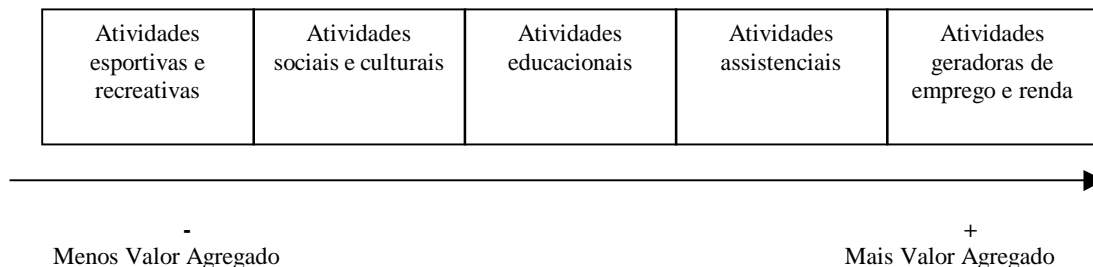 Atividades
esportivas e
recreativas
Atividades
sociais e culturais
Atividades
educacionais
Atividades
assistenciais
Atividades
geradoras de
emprego e renda
-
Menos Valor Agregado
+
Mais Valor Agregado